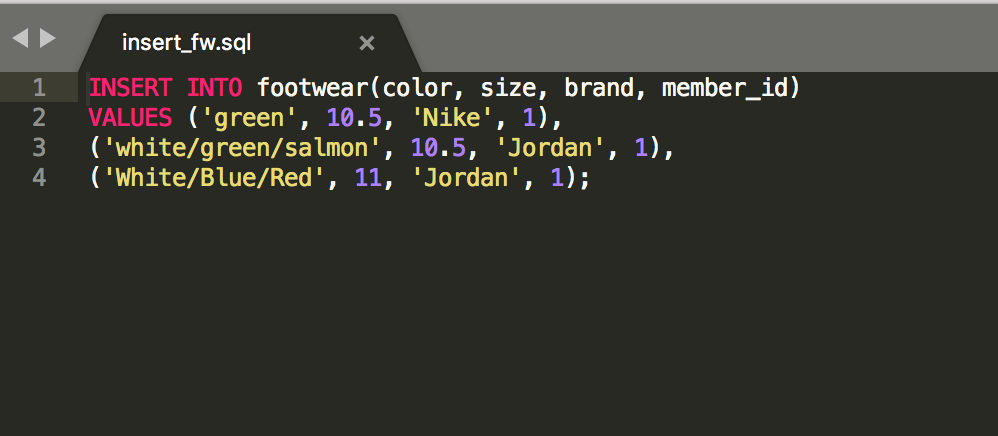 insert_fw.sql ×
1 INSERT INTO footwear(color, size, brand, member_id)
2 VALUES ('green', 10.5, 'Nike', 1),
3 ('white/green/salmon', 10.5, 'Jordan', 1),
4 ('White/Blue/Red', 11, 'Jordan', 1);